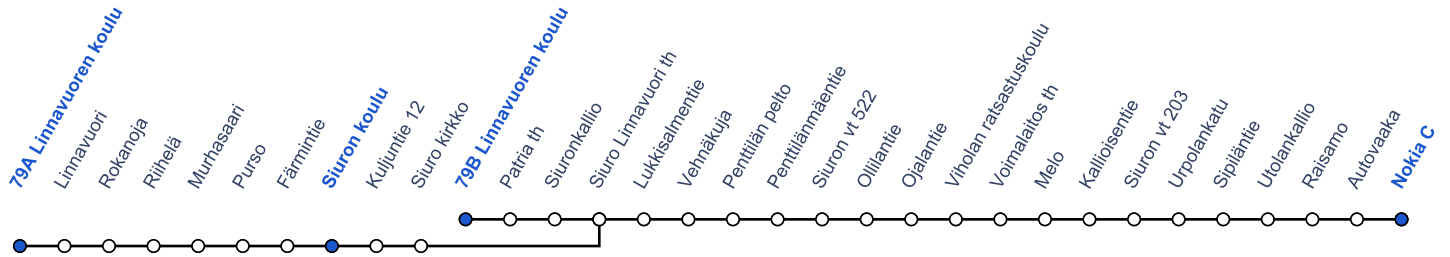 79A Linnavuoren koulu
Linnavuori
Rokanoja
Riihelä
Murhasaari
Purso
Färmintie
Siuron koulu
Kuljuntie 12
Siuro kirkko
79B Linnavuoren koulu
Patria th
Siuronkallio
Siuro Linnavuori th
Lukkisalmentie
Vehnäkuja
Penttilän pelto
Penttilänmäentie
Siuron vt 522
Ollilantie
Ojalantie
Viholan ratsastuskoulu
Voimalaitos th
Melo
Kallioisentie
Siuron vt 203
Urpolankatu
Sipiläntie
Utolankallio
Raisamo
Autovaaka
Nokia C